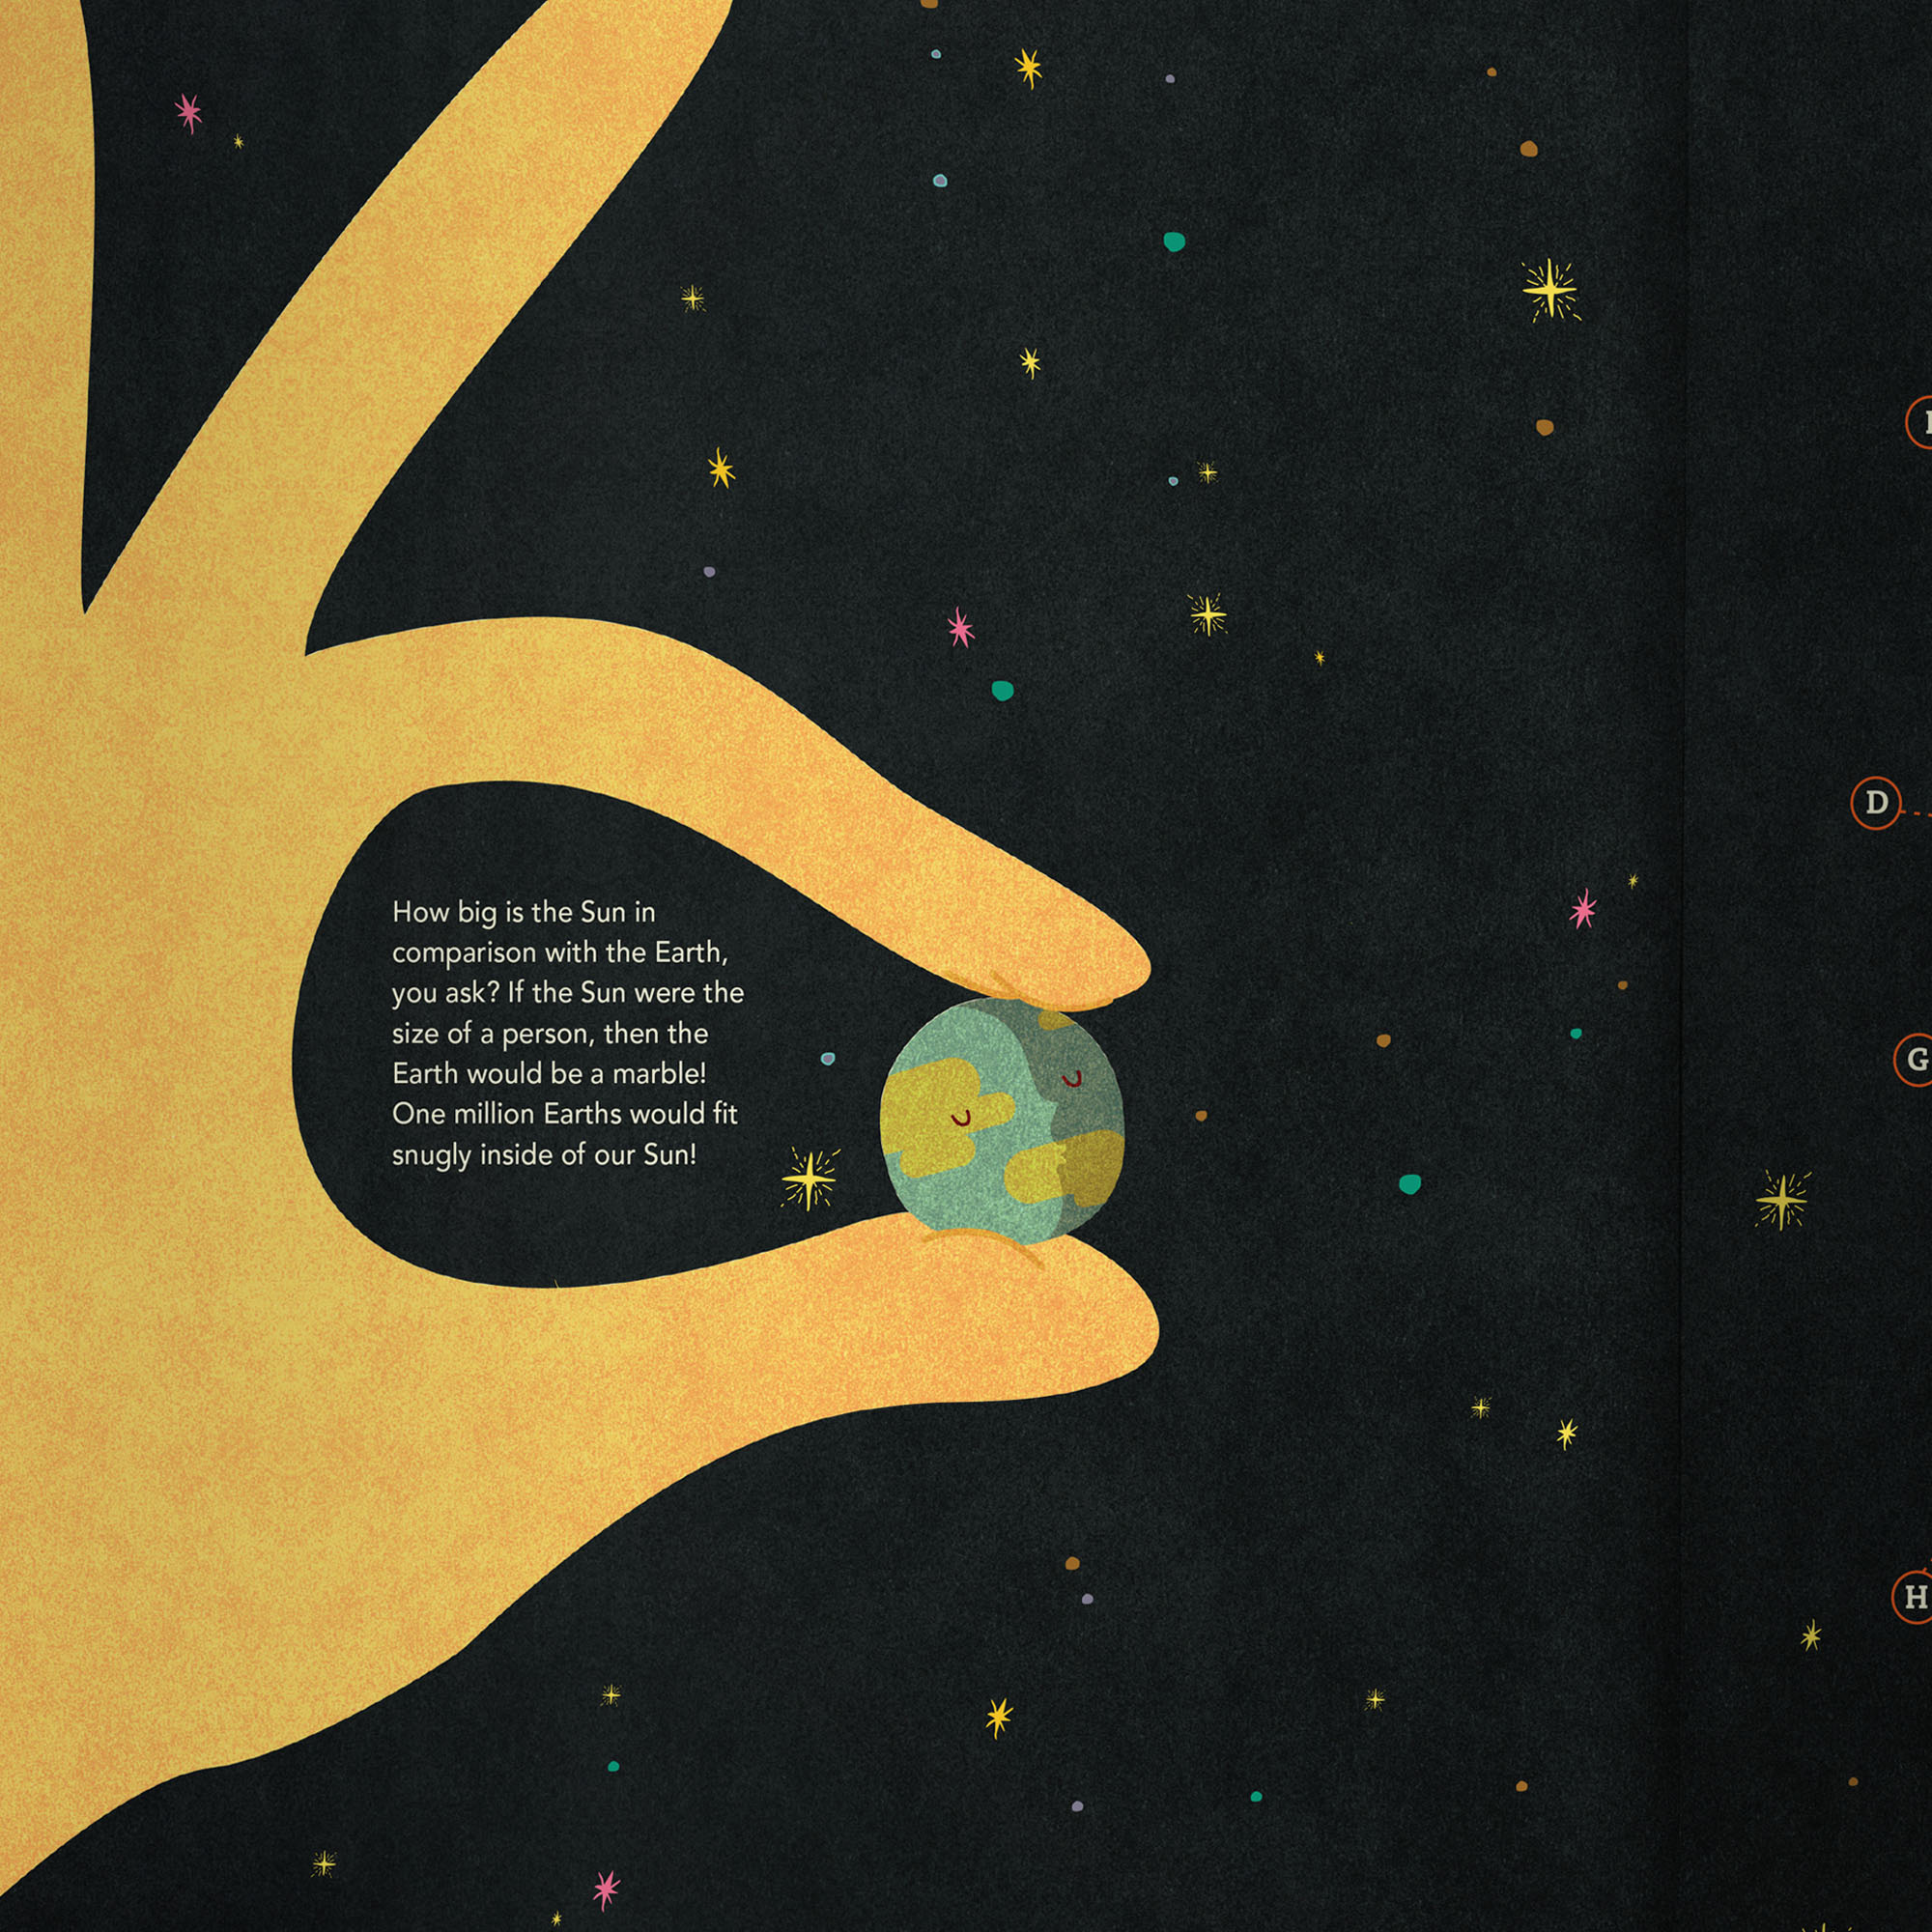 How big is the Sun in
comparison with the Earth,
you ask? If the Sun were the
size of a person, then the
Earth would be a marble!
One million Earths would fit
snugly inside of our Sun!
D
G
H